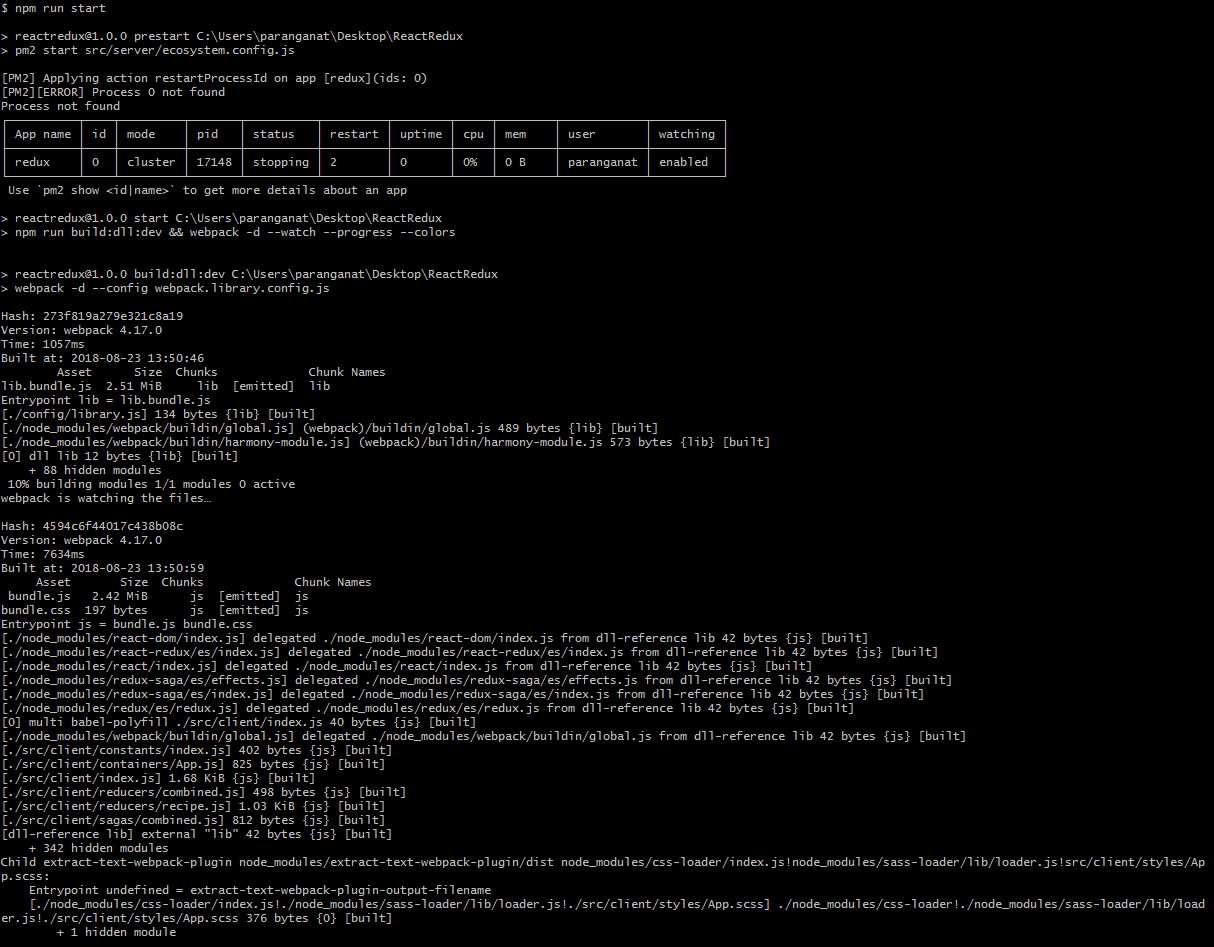 $ npm run start
> reactredux@1.0.0 prestart C:\Users\paranganat\Desktop\ReactRedux
> pm2 start src/server/ecosystem.config.js
[PM2] Applying action restartProcessId on app [redux](ids: 0)
[PM2][ERROR] Process 0 not found
Process not found
App name id mode pid status restart uptime cpu mem user watching
redux 0 cluster 17148 stopping 2 0 0% 0 B paranganat enabled
Use `pm2 show <id|name>` to get more details about an app
> reactredux@1.0.0 start C:\Users\paranganat\Desktop\ReactRedux
> npm run build:dll:dev && webpack -d --watch --progress --colors
> reactredux@1.0.0 build:dll:dev C:\Users\paranganat\Desktop\ReactRedux
> webpack -d --config webpack.library.config.js
Hash: 273f819a279e321c8a19
Version: webpack 4.17.0
Time: 1057ms
Built at: 2018-08-23 13:50:46
Asset Size Chunks Chunk Names
lib.bundle.js 2.51 MiB lib [emitted] lib
Entrypoint lib = lib.bundle.js
[./config/library.js] 134 bytes {lib} [built]
[./node_modules/webpack/buildin/global.js] (webpack)/buildin/global.js 489 bytes {lib} [built]
[./node_modules/webpack/buildin/harmony-module.js] (webpack)/buildin/harmony-module.js 573 bytes {lib} [built]
[0] dll lib 12 bytes {lib} [built]
+ 88 hidden modules
10% building modules 1/1 modules 0 active
webpack is watching the files…
Hash: 4594c6f44017c438b08c
Version: webpack 4.17.0
Time: 7634ms
Built at: 2018-08-23 13:50:59
Asset Size Chunks Chunk Names
bundle.js 2.42 MiB js [emitted] js
bundle.css 197 bytes js [emitted] js
Entrypoint js = bundle.js bundle.css
[./node_modules/react-dom/index.js] delegated ./node_modules/react-dom/index.js from dll-reference lib 42 bytes {js} [built]
[./node_modules/react-redux/es/index.js] delegated ./node_modules/react-redux/es/index.js from dll-reference lib 42 bytes {js} [built]
[./node_modules/react/index.js] delegated ./node_modules/react/index.js from dll-reference lib 42 bytes {js} [built]
[./node_modules/redux-saga/es/effects.js] delegated ./node_modules/redux-saga/es/effects.js from dll-reference lib 42 bytes {js} [built]
[./node_modules/redux-saga/es/index.js] delegated ./node_modules/redux-saga/es/index.js from dll-reference lib 42 bytes {js} [built]
[./node_modules/redux/es/redux.js] delegated ./node_modules/redux/es/redux.js from dll-reference lib 42 bytes {js} [built]
[0] multi babel-polyfill ./src/client/index.js 40 bytes {js} [built]
[./node_modules/webpack/buildin/global.js] delegated ./node_modules/webpack/buildin/global.js from dll-reference lib 42 bytes {js} [built]
[./src/client/constants/index.js] 402 bytes {js} [built]
[./src/client/containers/App.js] 825 bytes {js} [built]
[./src/client/index.js] 1.68 KiB {js} [built]
[./src/client/reducers/combined.js] 498 bytes {js} [built]
[./src/client/reducers/recipe.js] 1.03 KiB {js} [built]
[./src/client/sagas/combined.js] 812 bytes {js} [built]
[dll-reference lib] external "lib" 42 bytes {js} [built]
+ 342 hidden modules
Child extract-text-webpack-plugin node_modules/extract-text-webpack-plugin/dist node_modules/css-loader/index.js!node_modules/sass-loader/lib/loader.js!src/client/styles/Ap
p.scss:
Entrypoint undefined = extract-text-webpack-plugin-output-filename
[./node_modules/css-loader/index.js!./node_modules/sass-loader/lib/loader.js!./src/client/styles/App.scss] ./node_modules/css-loader!./node_modules/sass-loader/lib/load
er.js!./src/client/styles/App.scss 376 bytes {0} [built]
+ 1 hidden module